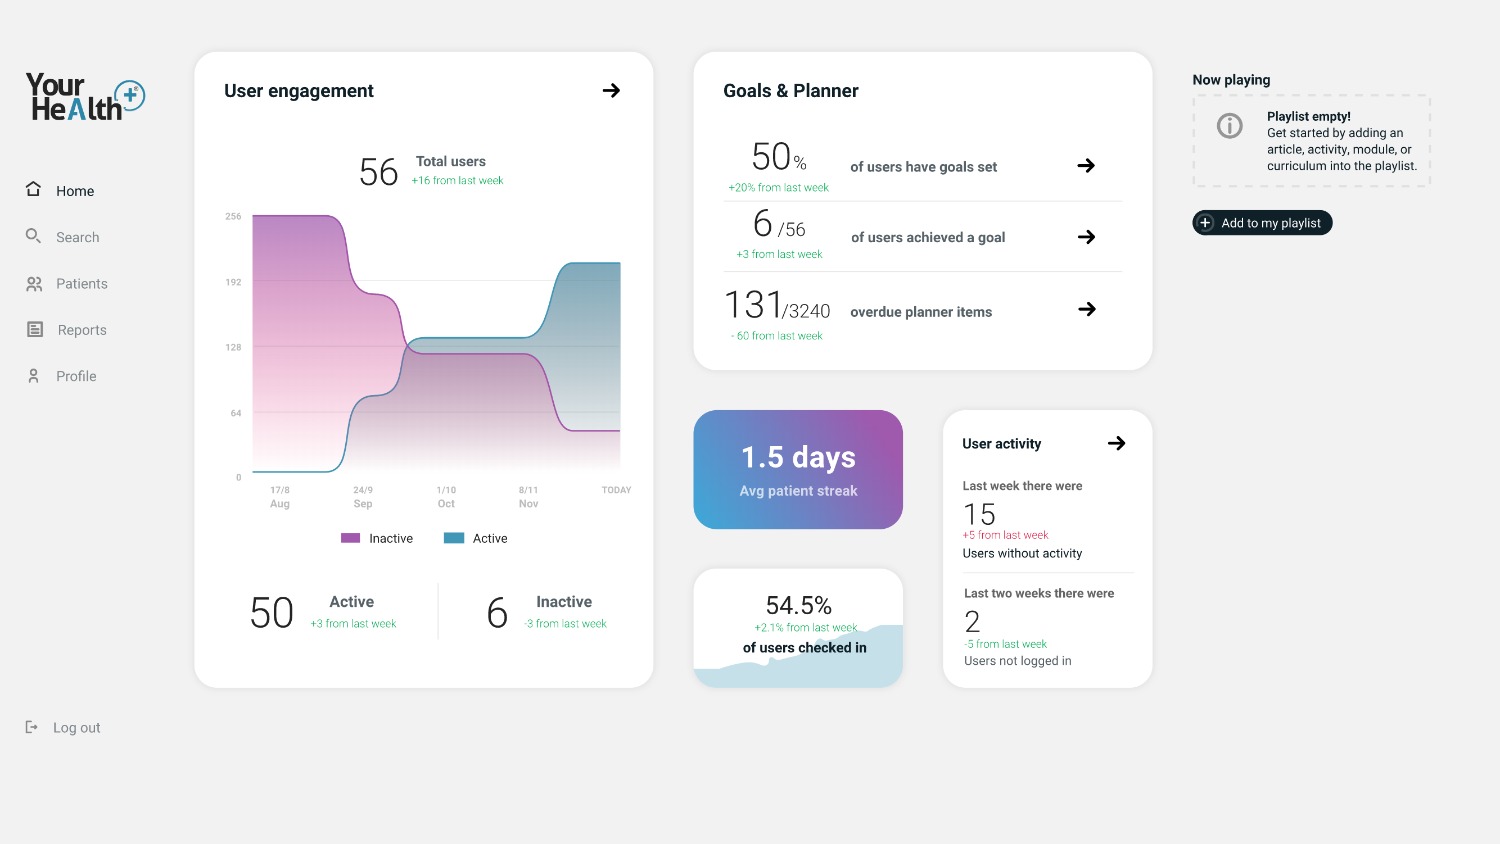 Your
HeAlth
Home
Search
Patients
Reports
Profile
Log out
User engagement
56
Total users
+16 from last week
256
192
128
64
0
17/8
Aug
24/9
Sep
1/10
Oct
8/11
Nov
TODAY
Inactive
Active
50
Active
+3 from last week
6
Inactive
-3 from last week
Goals & Planner
50%
+20% from last week
of users have goals set
6 /56
+3 from last week
of users achieved a goal
131/3240
- 60 from last week
overdue planner items
1.5 days
Avg patient streak
54.5%
+2.1% from last week
of users checked in
User activity
Last week there were
15
+5 from last week
Users without activity
Last two weeks there were
2
-5 from last week
Users not logged in
Now playing
Playlist empty!
Get started by adding an
article, activity, module, or
curriculum into the playlist.
Add to my playlist